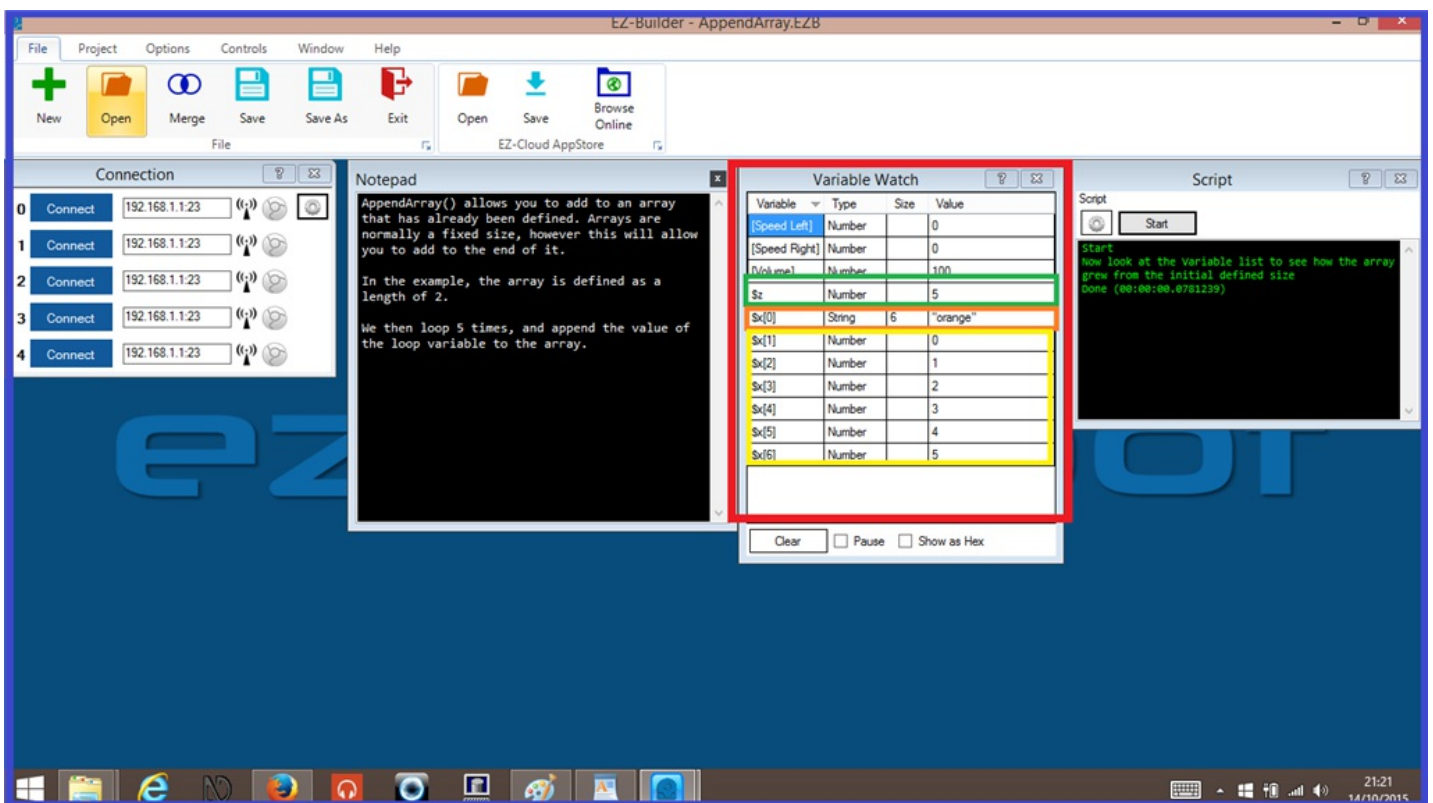 EZ-Builder - AppendArray.EZB
File Project Options Controls Window Help
New Open Merge Save Save As Exit Open Save Browse Online
File EZ-Cloud AppStore
Connection
0 Connect 192.168.1.1:23
1 Connect 192.168.1.1:23
2 Connect 192.168.1.1:23
3 Connect 192.168.1.1:23
4 Connect 192.168.1.1:23
Notepad
AppendArray() allows you to add to an array
that has already been defined. Arrays are
normally a fixed size, however this will allow
you to add to the end of it.
In the example, the array is defined as a
length of 2.
We then loop 5 times, and append the value of
the loop variable to the array.
Variable Watch
Variable Type Size Value
[Speed Left] Number 0
[Speed Right] Number 0
[Volume] Number 100
$z Number 5
$x[0] String 6 "orange"
$x[1] Number 0
$x[2] Number 1
$x[3] Number 2
$x[4] Number 3
$x[5] Number 4
$x[6] Number 5
Clear Pause Show as Hex
Script
Script
Start
Start
Now look at the Variable list to see how the array
grew from the initial defined size
Done (00:00:00.0781239)
21:21
14/10/2015